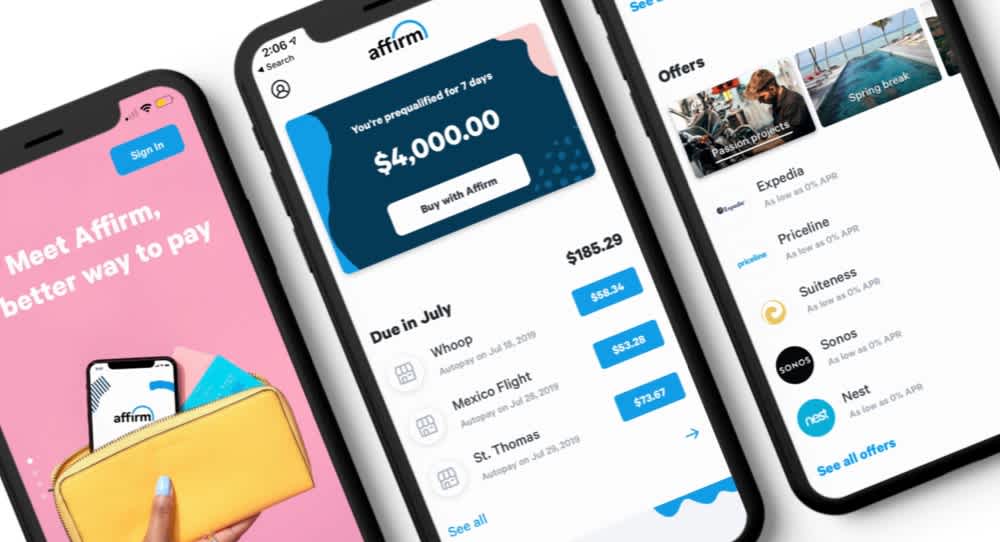 Sign In
Meet Affirm,
better way to pay
affirm
2:06
Search
affirm
You're prequalified for 7 days
$4,000.00
Buy with Affirm
Due in July
$185.29
Whoop
Autopay on Jul 18, 2019
$58.34
Mexico Flight
Autopay on Jul 28, 2019
$53.28
St. Thomas
Autopay on Jul 29, 2019
$73.67
See all
Offers
Passion projects
Spring break
Expedia
Expedia
As low as 0% APR
priceline
Priceline
As low as 0% APR
Suiteness
As low as 0% APR
SONOS
Sonos
As low as 0% APR
nest
Nest
As low as 0% APR
See all offers